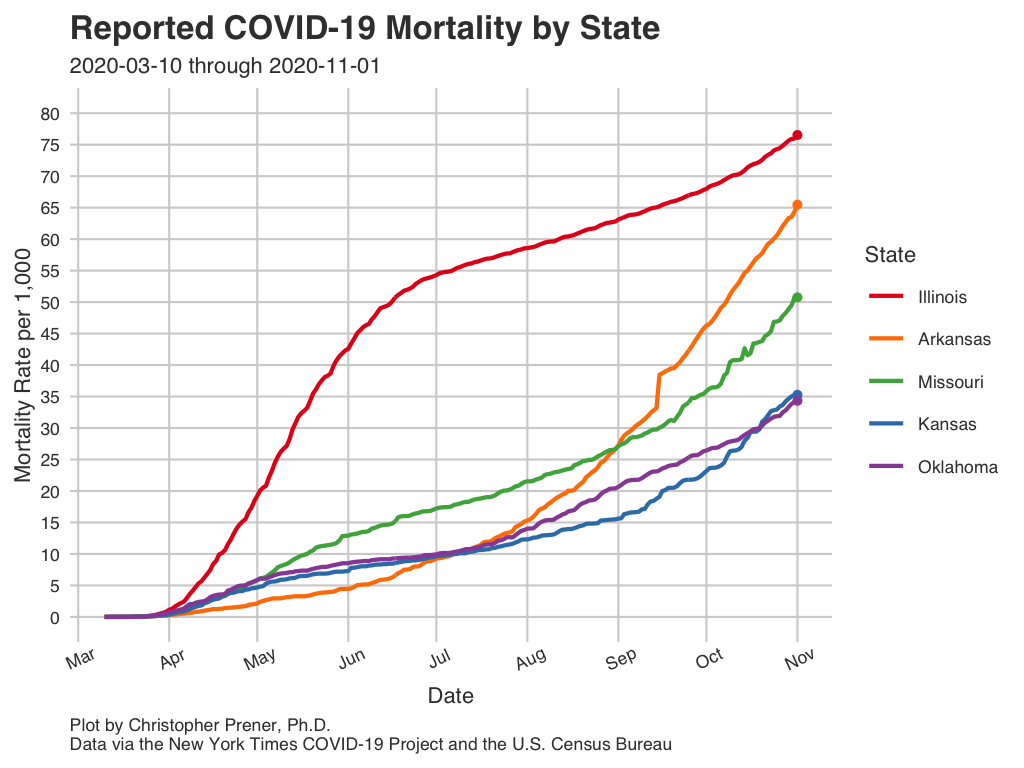 Reported COVID-19 Mortality by State
2020-03-10 through 2020-11-01
Mortality Rate per 1,000
80
75
70
65
60
55
50
45
40
35
30
25
20
15
10
5
0
Mar
Apr
May
Jun
Jul
Aug
Sep
Oct
Nov
Date
State
Illinois
Arkansas
Missouri
Kansas
Oklahoma
Plot by Christopher Prener, Ph.D.
Data via the New York Times COVID-19 Project and the U.S. Census Bureau